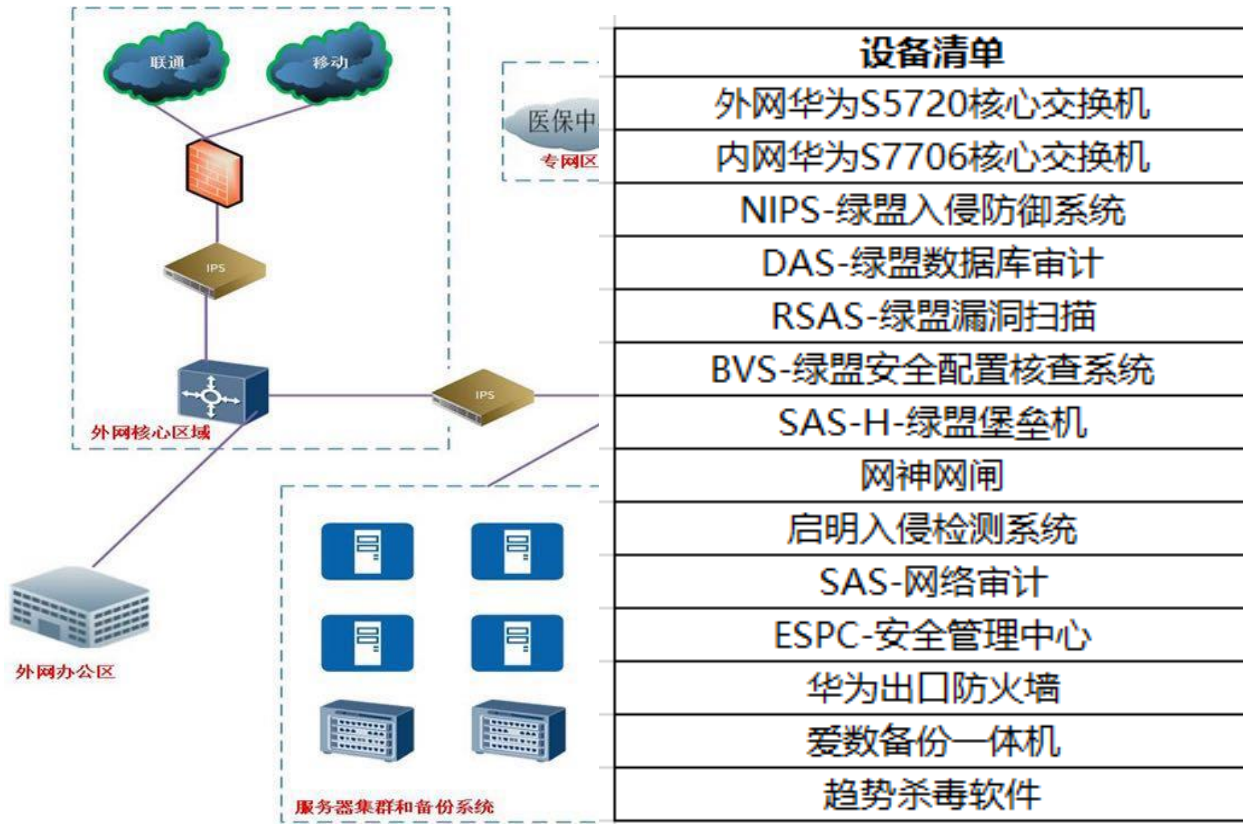 联通
移动
医保中
专网区
IPS
IPS
外网核心区域
外网办公区
服务器集群和备份系统
设备清单
外网华为S5720核心交换机
内网华为S7706核心交换机
NIPS-绿盟入侵防御系统
DAS-绿盟数据库审计
RSAS-绿盟漏洞扫描
BVS-绿盟安全配置核查系统
SAS-H-绿盟堡垒机
网神网闸
启明入侵检测系统
SAS-网络审计
ESPC-安全管理中心
华为出口防火墙
爱数备份一体机
趋势杀毒软件